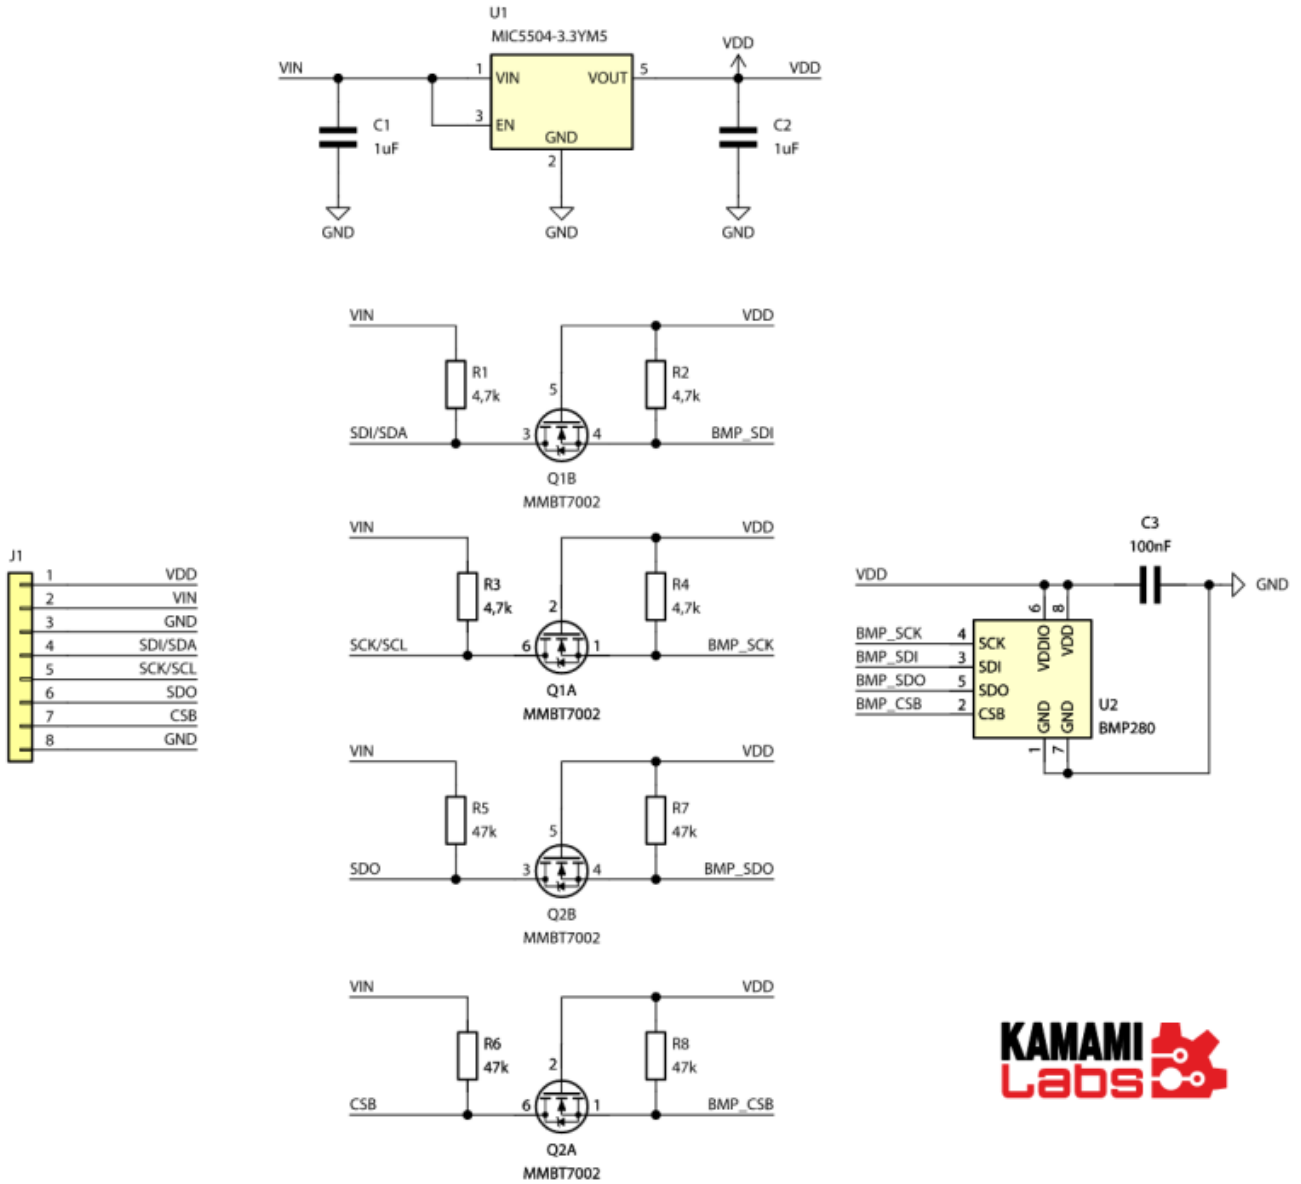 U1
MIC5504-3.3YM5
VIN
1
VIN
VOUT
5
VDD
VDD
3
EN
GND
2
C1
1uF
C2
1uF
GND
GND
GND
VIN
VDD
R1
4,7k
R2
4,7k
5
SDI/SDA
3
4
BMP_SDI
Q1B
MMBT7002
VIN
VDD
R3
4,7k
R4
4,7k
2
SCK/SCL
6
1
BMP_SCK
Q1A
MMBT7002
J1
1 VDD
2 VIN
3 GND
4 SDI/SDA
5 SCK/SCL
6 SDO
7 CSB
8 GND
VIN
VDD
R5
47k
R7
47k
5
SDO
3
4
BMP_SDO
Q2B
MMBT7002
VIN
VDD
R6
47k
R8
47k
2
CSB
6
1
BMP_CSB
Q2A
MMBT7002
C3
100nF
VDD
GND
6
8
VDDIO
VDD
BMP_SCK 4 SCK
BMP_SDI 3 SDI
BMP_SDO 5 SDO
BMP_CSB 2 CSB
GND
GND
1
7
U2
BMP280
KAMAMI
Labs